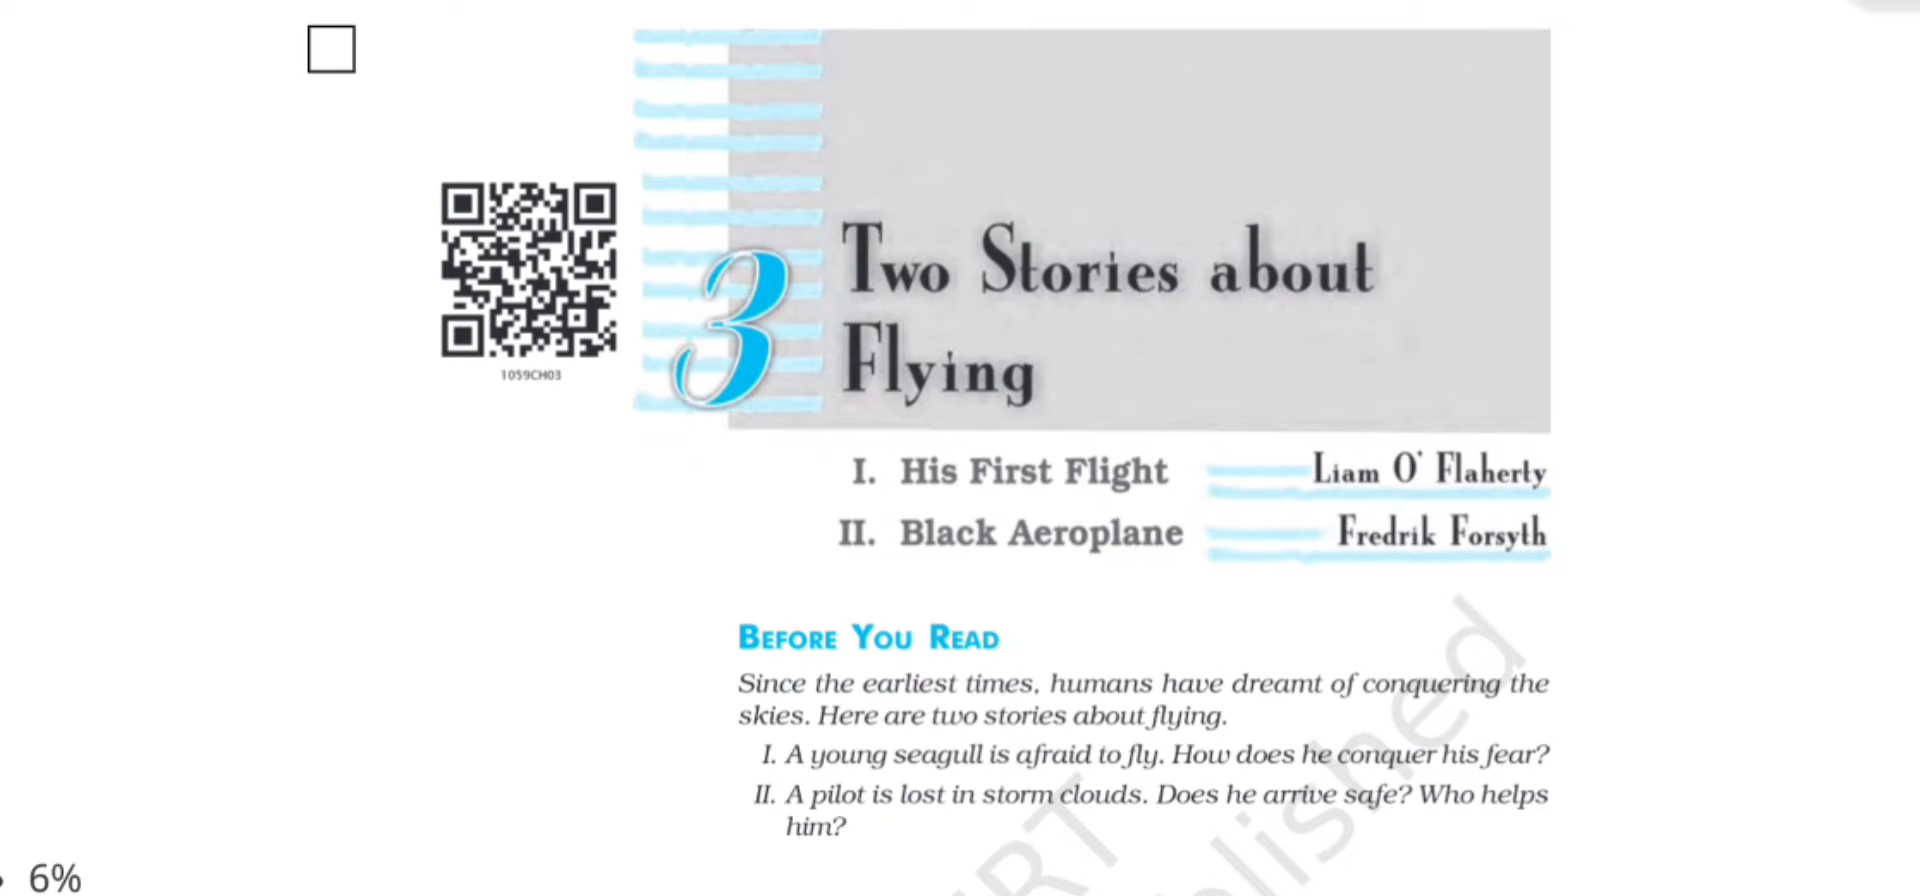 3
Two Stories about
Flying
1059CH03
I. His First Flight Liam O' Flaherty
II. Black Aeroplane Fredrik Forsyth
BEFORE YOU READ
Since the earliest times, humans have dreamt of conquering the
skies. Here are two stories about flying.
I. A young seagull is afraid to fly. How does he conquer his fear?
II. A pilot is lost in storm clouds. Does he arrive safe? Who helps
him?
6%